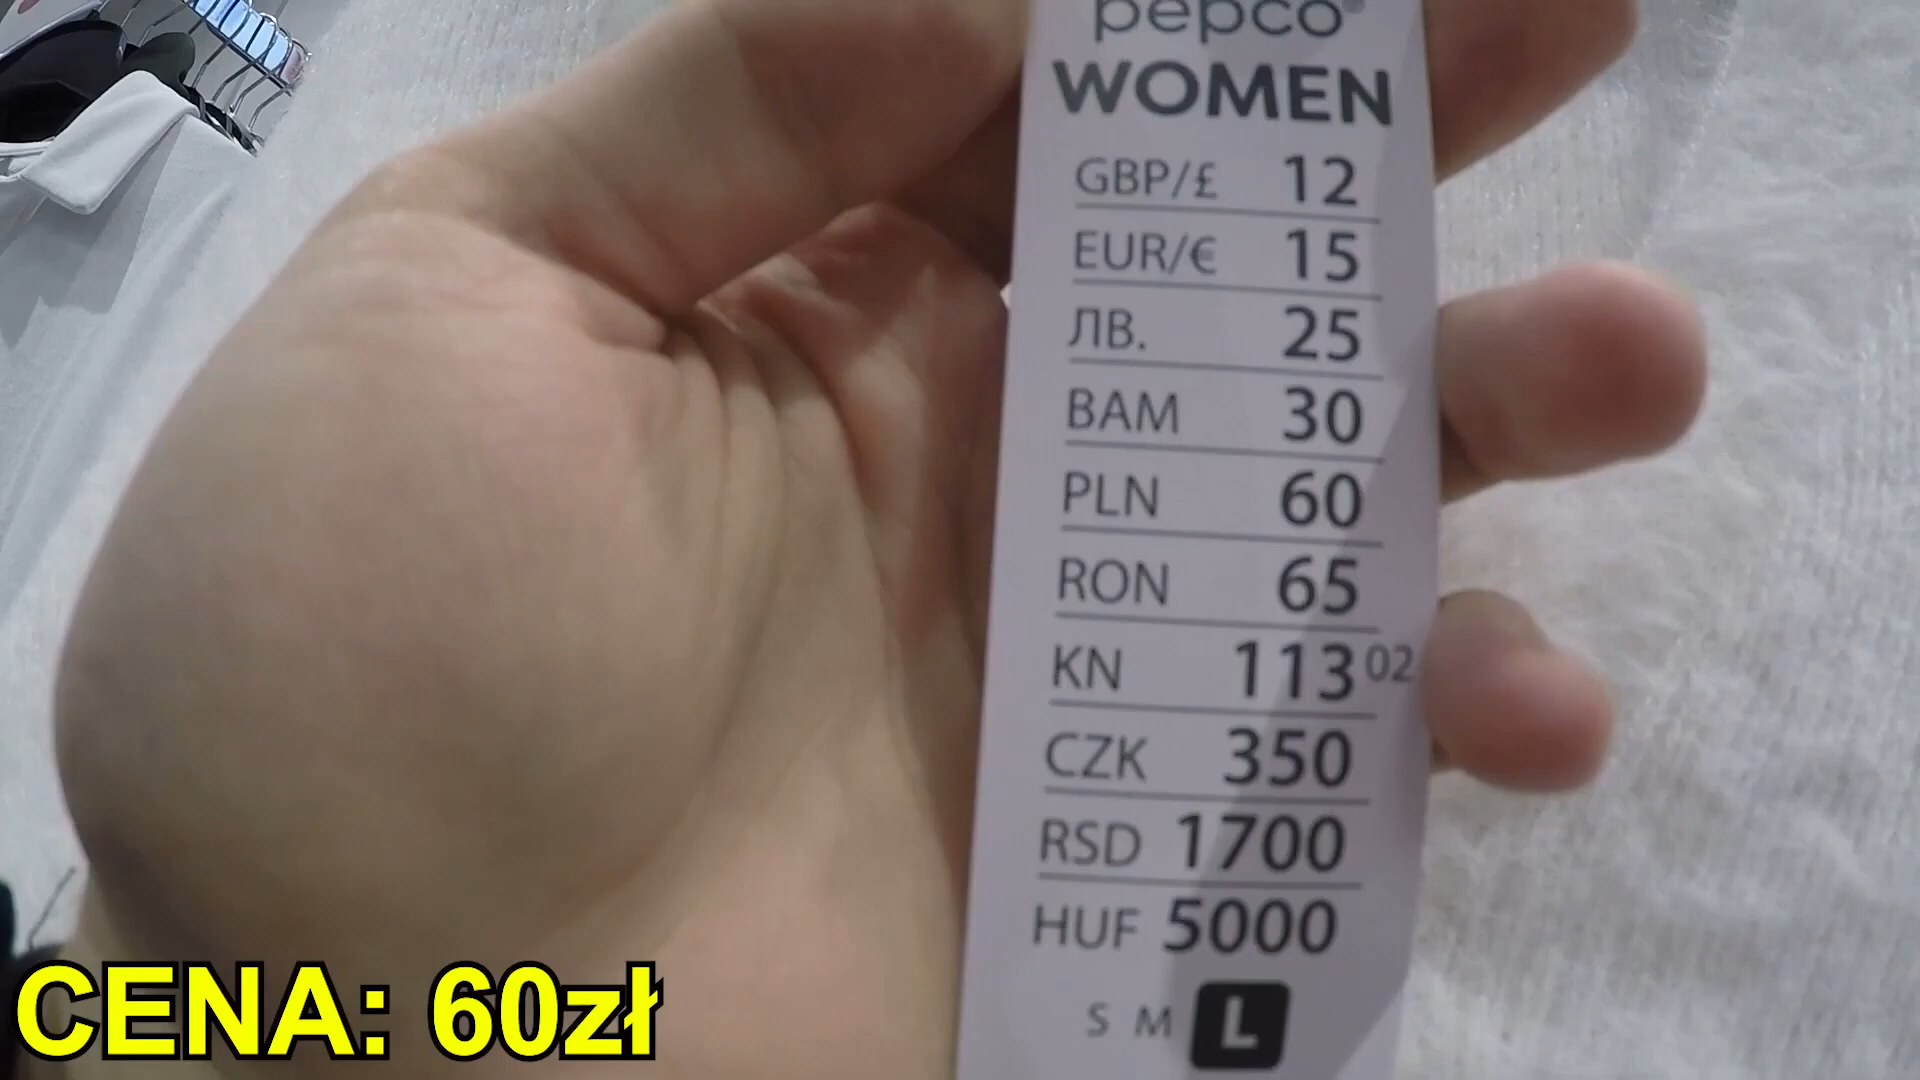 pepco®
WOMEN
GBP/£ 12
EUR/€ 15
ЛВ. 25
BAM 30
PLN 60
RON 65
KN 113 02
CZK 350
RSD 1700
HUF 5000
S M L
CENA: 60zł